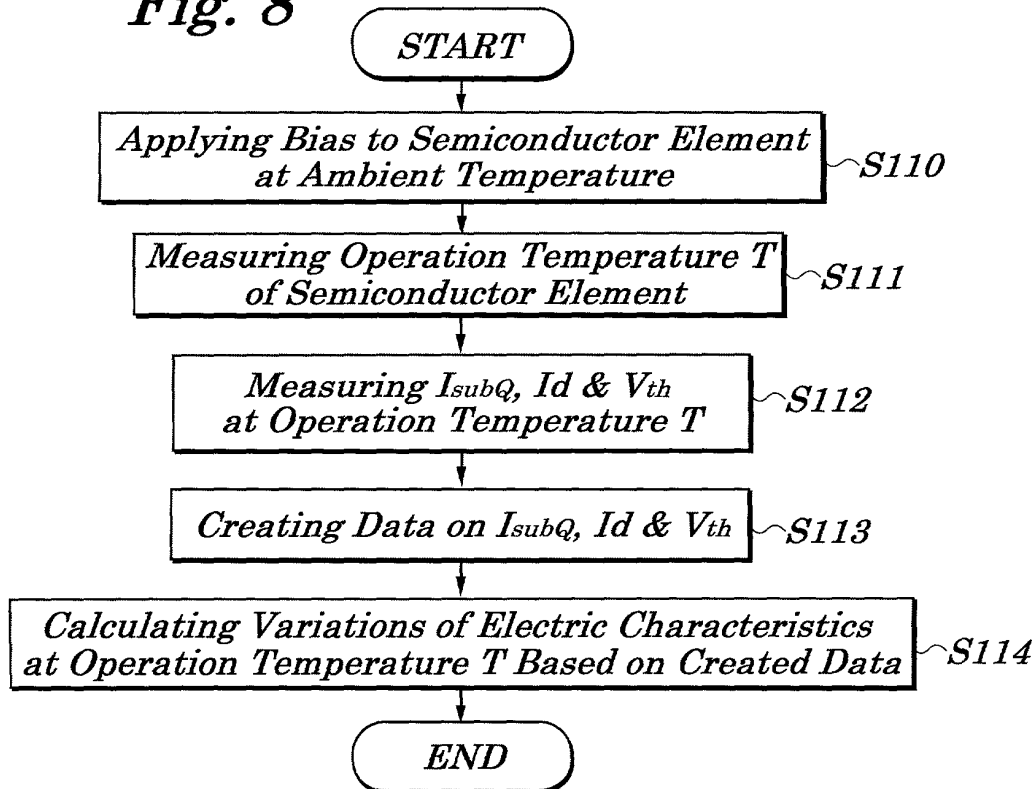 Fig. 8
START
Applying Bias to Semiconductor Element
at Ambient Temperature
S110
Measuring Operation Temperature T
of Semiconductor Element
S111
Measuring IsubQ, Id & Vth
at Operation Temperature T
S112
Creating Data on IsubQ, Id & Vth
S113
Calculating Variations of Electric Characteristics
at Operation Temperature T Based on Created Data
S114
END